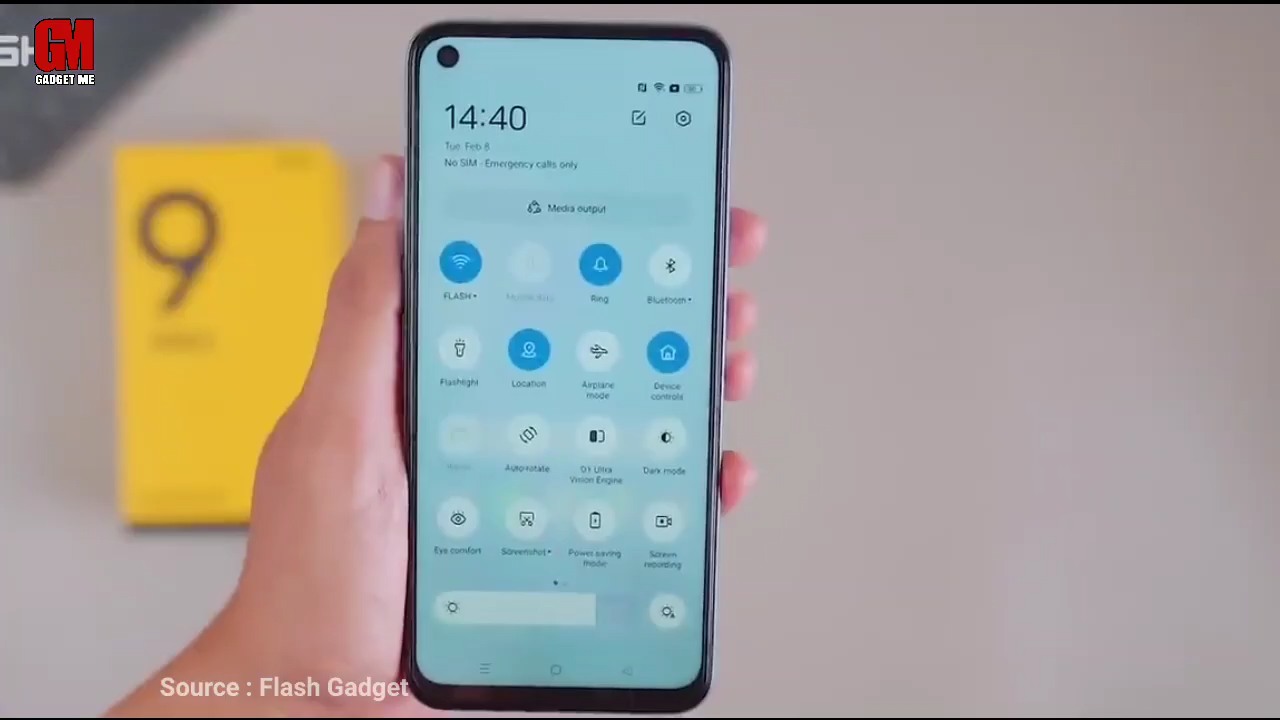 SH
GM
GADGET ME
14:40
Tue, Feb 8
No SIM - Emergency calls only
Media output
9
FLASH
Ring
Bluetooth
Flashlight
Location
Airplane
mode
Device
controls
Auto-rotate
O1 Ultra
Vision Engine
Dark mode
Eye comfort
Screenshot
Power saving
mode
Screen
recording
Source : Flash Gadget